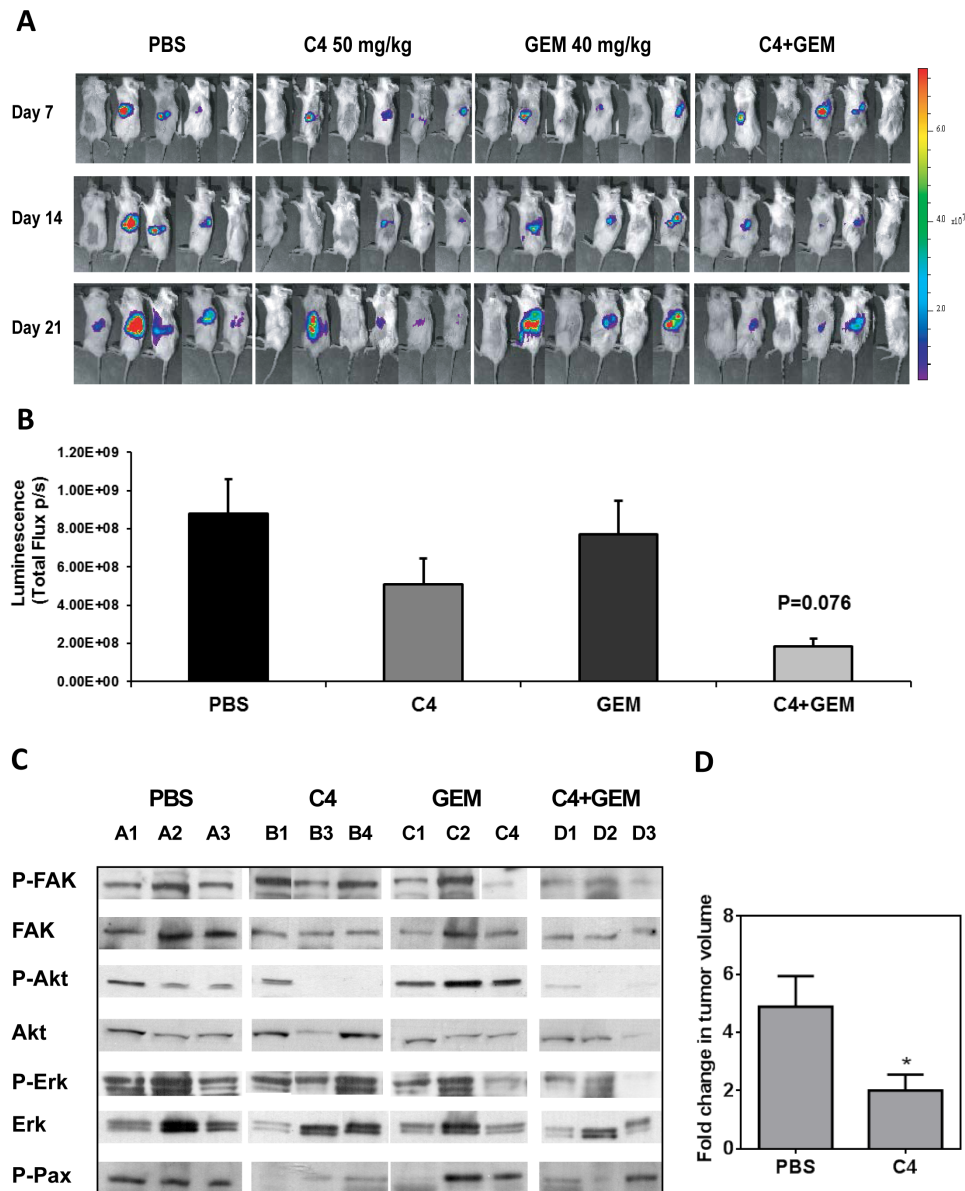 A
PBS C4 50 mg/kg GEM 40 mg/kg C4+GEM
Day 7
Day 14
Day 21
6.0
4.0 x10⁷
2.0
B
Luminescence
(Total Flux p/s)
1.20E+09
1.00E+09
8.00E+08
6.00E+08
4.00E+08
2.00E+08
0.00E+00
P=0.076
PBS C4 GEM C4+GEM
C
PBS C4 GEM C4+GEM
A1 A2 A3 B1 B3 B4 C1 C2 C4 D1 D2 D3
P-FAK
FAK
P-Akt
Akt
P-Erk
Erk
P-Pax
D
Fold change in tumor volume
8
6
4
2
0
*
PBS C4